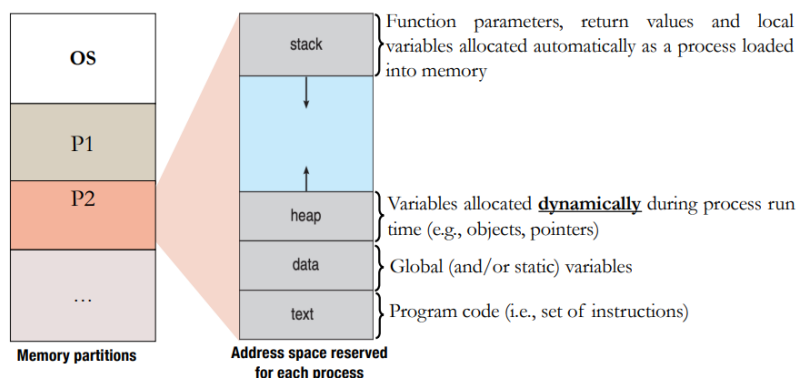 OS
P1
P2
...
Memory partitions
stack
heap
data
text
Address space reserved
for each process
Function parameters, return values and local
variables allocated automatically as a process loaded
into memory
Variables allocated dynamically during process run
time (e.g., objects, pointers)
Global (and/or static) variables
Program code (i.e., set of instructions)